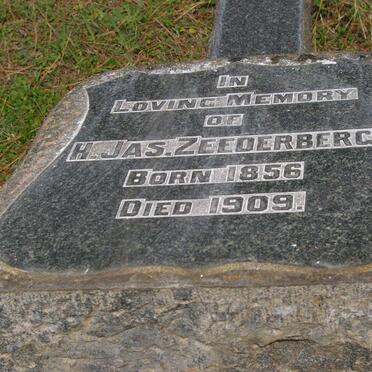 IN
LOVING MEMORY
OF
H. JAS. ZEEDERBERG
BORN 1856
DIED 1909.